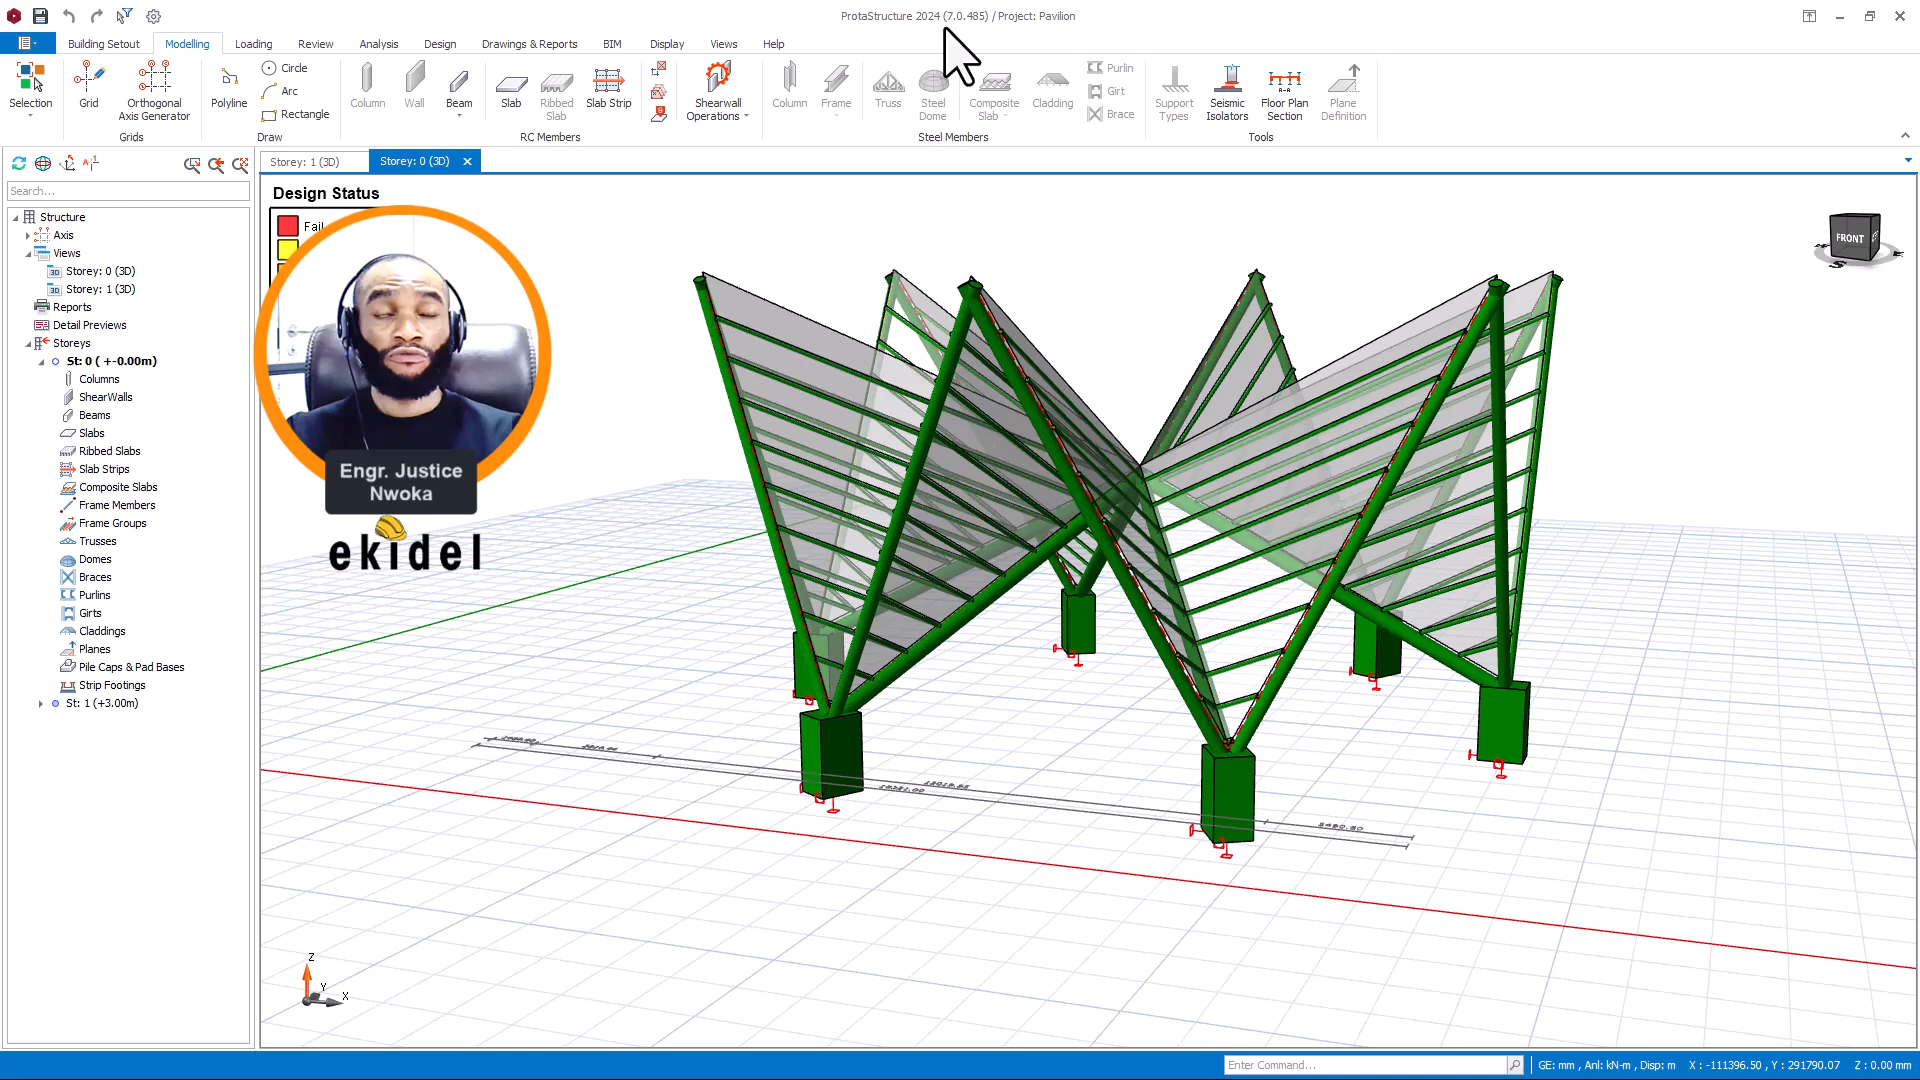 ProtaStructure 2024 (7.0.485) / Project: Pavilion
Building Setout
Modelling
Loading
Review
Analysis
Design
Drawings & Reports
BIM
Display
Views
Help
Selection
Grid
Orthogonal
Axis Generator
Grids
Polyline
Circle
Arc
Rectangle
Draw
Column
Wall
Beam
Slab
Ribbed
Slab
Slab Strip
RC Members
Shearwall
Operations
Column
Frame
Truss
Steel
Dome
Composite
Slab
Cladding
Purlin
Girt
Brace
Steel Members
Support
Types
Seismic
Isolators
Floor Plan
Section
Plane
Definition
Tools
Search...
Structure
Axis
Views
Storey: 0 (3D)
Storey: 1 (3D)
Reports
Detail Previews
Storeys
St: 0 ( +-0.00m)
Columns
ShearWalls
Beams
Slabs
Ribbed Slabs
Slab Strips
Composite Slabs
Frame Members
Frame Groups
Trusses
Domes
Braces
Purlins
Girts
Claddings
Planes
Pile Caps & Pad Bases
Strip Footings
St: 1 (+3.00m)
Storey: 1 (3D)
Storey: 0 (3D)
Design Status
Fail
Engr. Justice
Nwoka
ekidel
FRONT
S
Z
Y
X
Enter Command...
GE: mm , Anl: kN-m , Disp: m
X : -111396.50 , Y : 291790.07
Z : 0.00 mm